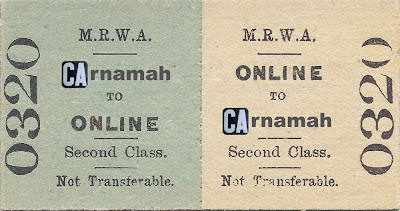 0320
M.R.W.A.
CArnamah
TO
ONLINE
Second Class.
Not Transferable.
M.R.W.A.
ONLINE
TO
CArnamah
Second Class.
Not Transferable.
0320